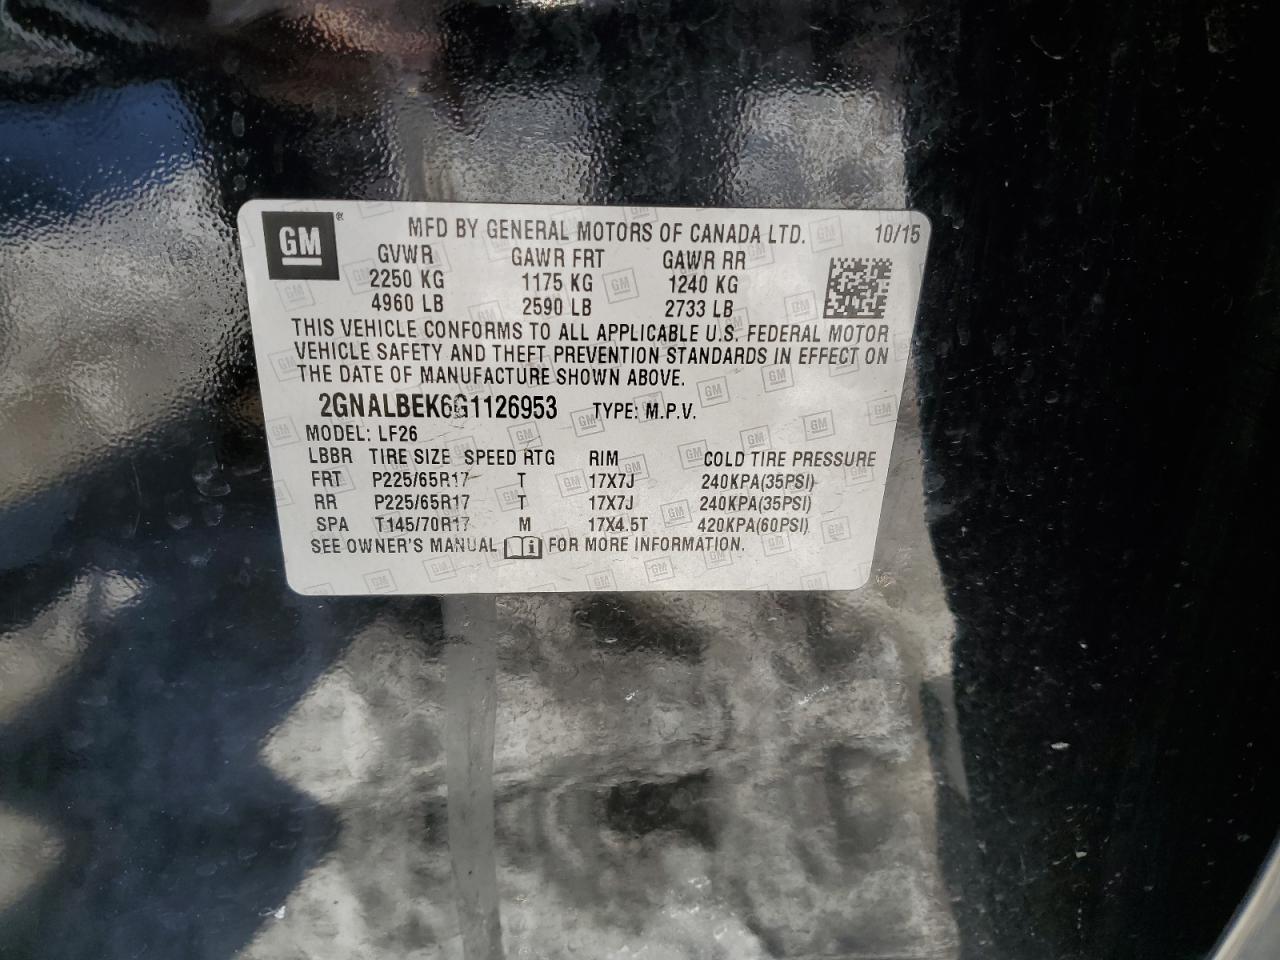 GM ® MFD BY GENERAL MOTORS OF CANADA LTD. 10/15
GVWR GAWR FRT GAWR RR
2250 KG 1175 KG 1240 KG
4960 LB 2590 LB 2733 LB
THIS VEHICLE CONFORMS TO ALL APPLICABLE U.S. FEDERAL MOTOR
VEHICLE SAFETY AND THEFT PREVENTION STANDARDS IN EFFECT ON
THE DATE OF MANUFACTURE SHOWN ABOVE.
2GNALBEK6G1126953 TYPE: M.P.V.
MODEL: LF26
LBBR TIRE SIZE SPEED RTG RIM COLD TIRE PRESSURE
FRT P225/65R17 T 17X7J 240KPA(35PSI)
RR P225/65R17 T 17X7J 240KPA(35PSI)
SPA T145/70R17 M 17X4.5T 420KPA(60PSI)
SEE OWNER'S MANUAL i FOR MORE INFORMATION.